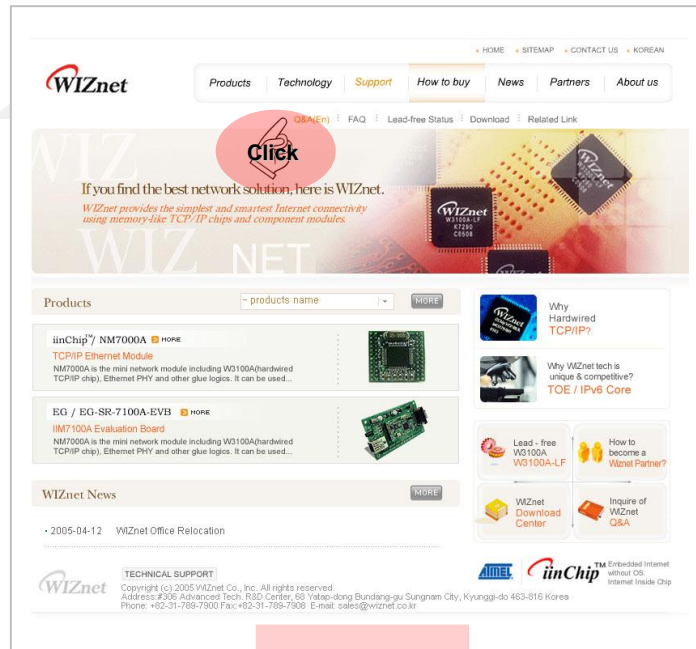 HOME SITEMAP CONTACT US KOREAN
WIZnet
Products Technology Support How to buy News Partners About us
Q&A(En) FAQ Lead-free Status Download Related Link
Click
WIZ
If you find the best network solution, here is WIZnet.
WIZnet provides the simplest and smartest Internet connectivity
using memory-like TCP/IP chips and component modules.
WIZ NET
WIZnet
W3100A-LF
K7290
C0508
Products
~ products name
MORE
iinChip™/ NM7000A MORE
TCP/IP Ethernet Module
NM7000A is the mini network module including W3100A(hardwired
TCP/IP chip), Ethernet PHY and other glue logics. It can be used...
EG / EG-SR-7100A-EVB MORE
IIM7100A Evaluation Board
NM7000A is the mini network module including W3100A(hardwired
TCP/IP chip), Ethernet PHY and other glue logics. It can be used...
Why
Hardwired
TCP/IP?
Why WIZnet tech is
unique & competitive?
TOE / IPv6 Core
Lead - free
W3100A
W3100A-LF
How to
become a
Wiznet Partner?
WIZnet
Download
Center
Inquire of
WIZnet
Q&A
WIZnet News
MORE
2005-04-12 WIZnet Office Relocation
WIZnet
TECHNICAL SUPPORT
Copyright (c) 2005 WIZnet Co., Inc. All rights reserved.
Address:#306 Advanced Tech. R&D Center, 68 Yatap-dong Bundang-gu Sungnam City, Kyunggi-do 463-816 Korea
Phone: +82-31-789-7900 Fax:+82-31-789-7908 E-mail: sales@wiznet.co.kr
ATMEL
iinChip™
Embedded Internet
without OS.
Internet Inside Chip